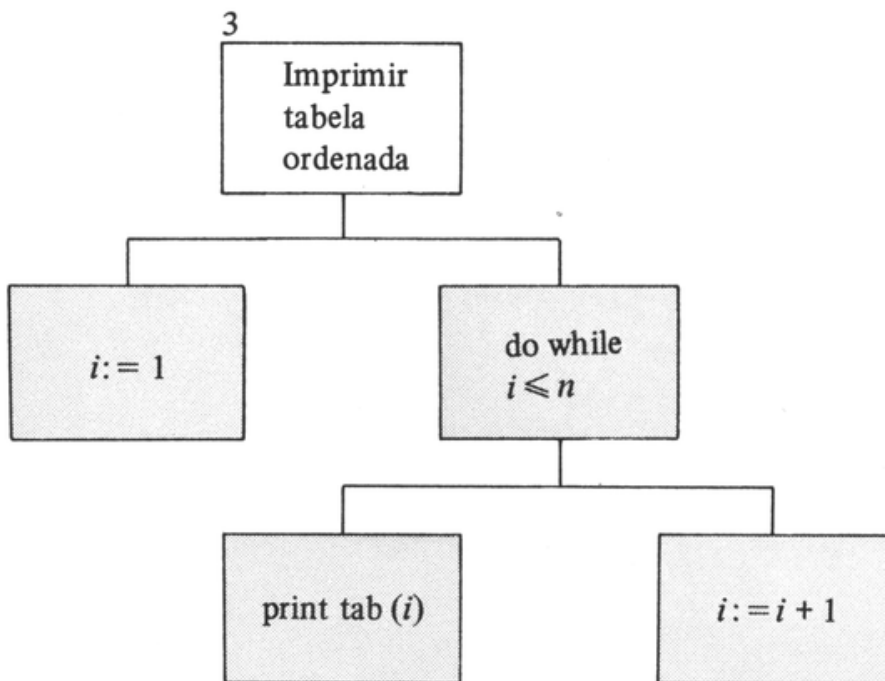 3
Imprimir
tabela
ordenada
i: = 1
do while
i ⩽ n
print tab (i)
i: = i + 1